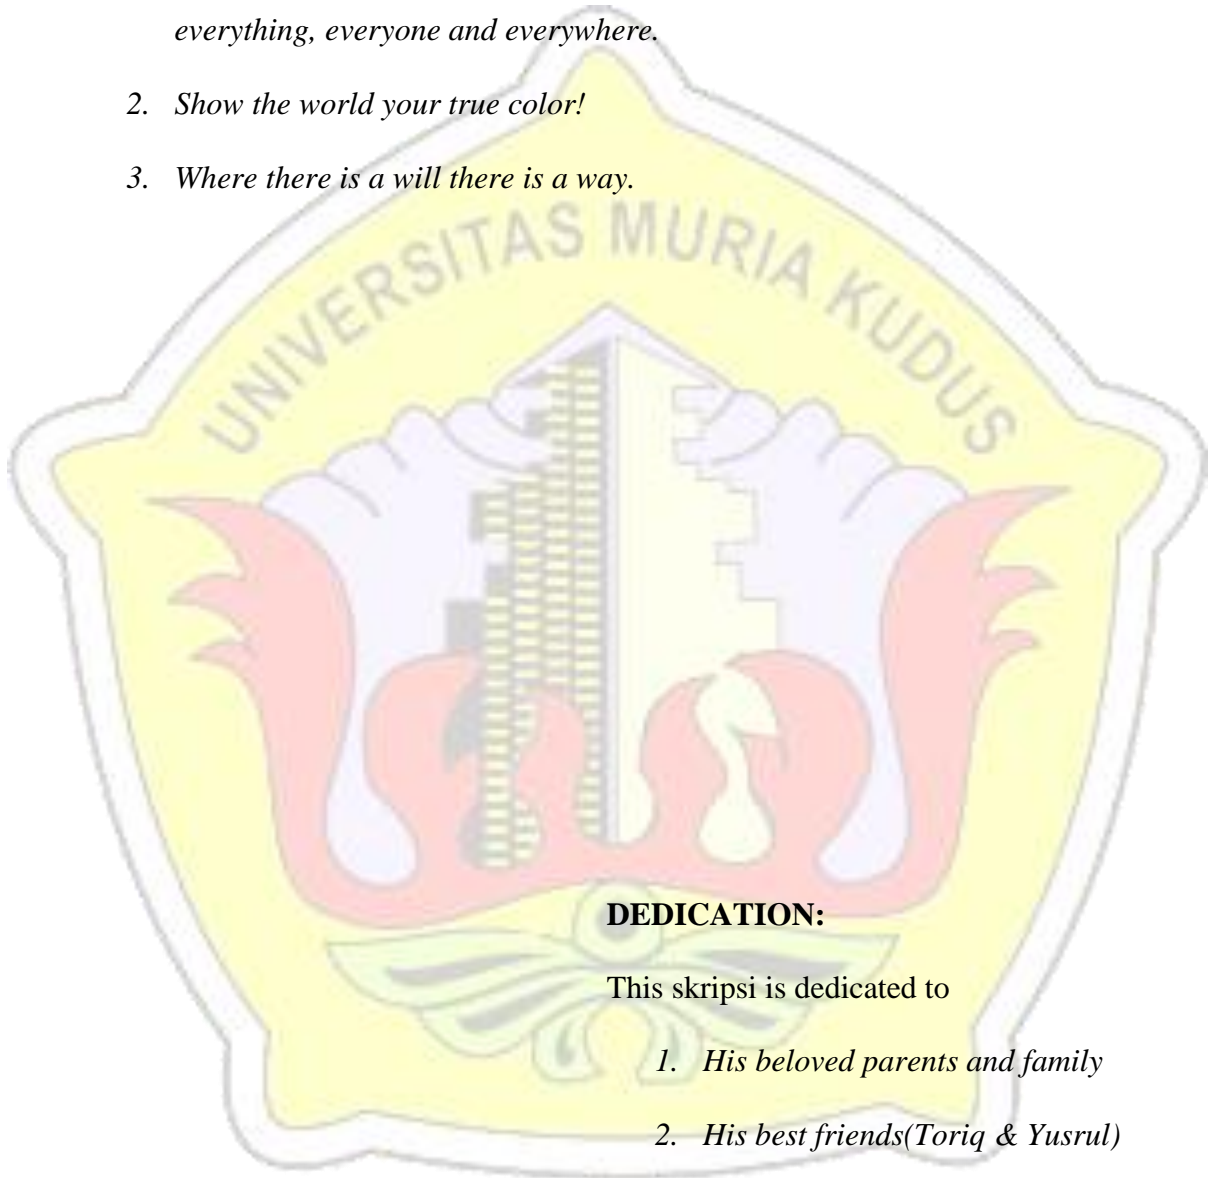 everything, everyone and everywhere.
2. Show the world your true color!
3. Where there is a will there is a way.
UNIVERSITAS MURIA KUDUS
DEDICATION:
This skripsi is dedicated to
1. His beloved parents and family
2. His best friends(Toriq & Yusrul)